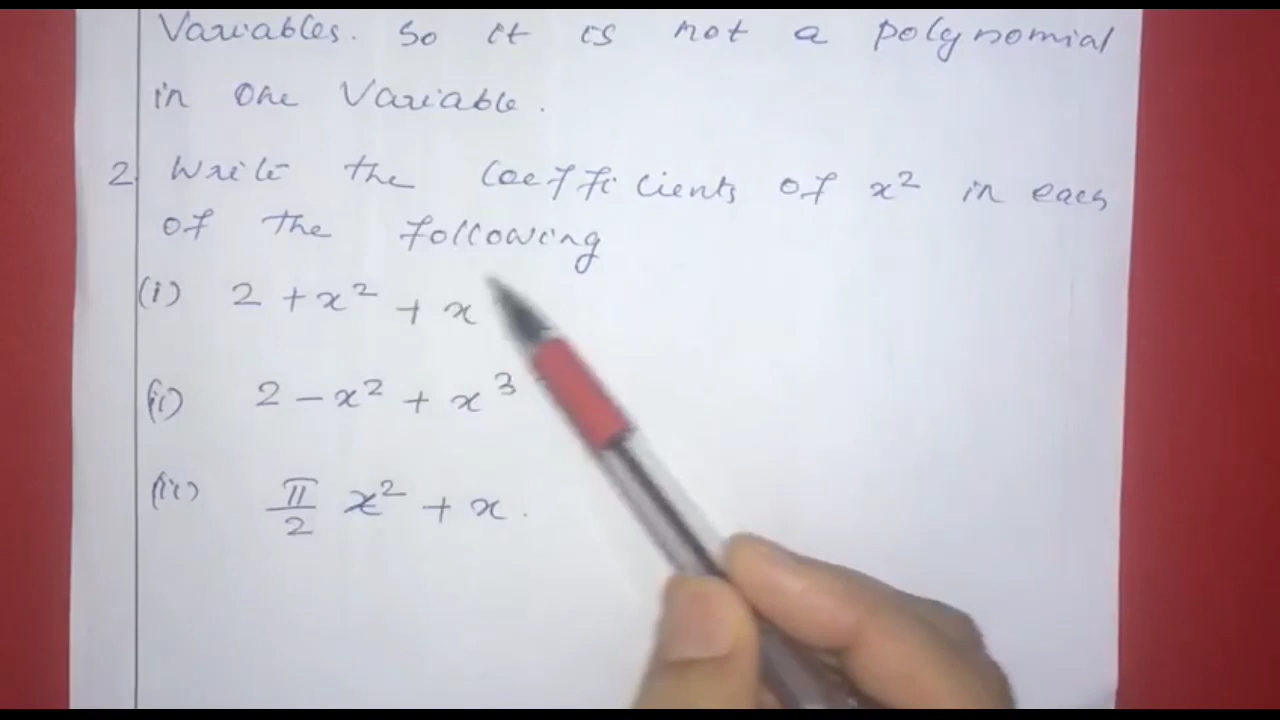 Variables. So it is not a polynomial
in one Variable.
2 Write the Coefficients of x² in each
of the following
(i) 2 + x² + x
(ii) 2 - x² + x³
(iii) π/2 x² + x.